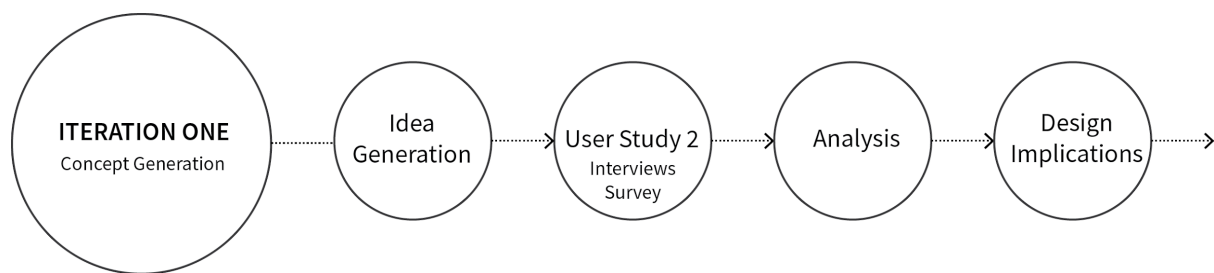 ITERATION ONE
Concept Generation
Idea
Generation
User Study 2
Interviews
Survey
Analysis
Design
Implications